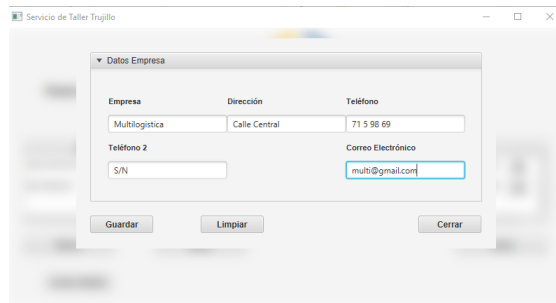 Servicio de Taller Trujillo
Datos Empresa
Empresa Dirección Teléfono
Multilogistica Calle Central 71 5 98 69
Teléfono 2 Correo Electrónico
S/N multi@gmail.com
Guardar Limpiar Cerrar